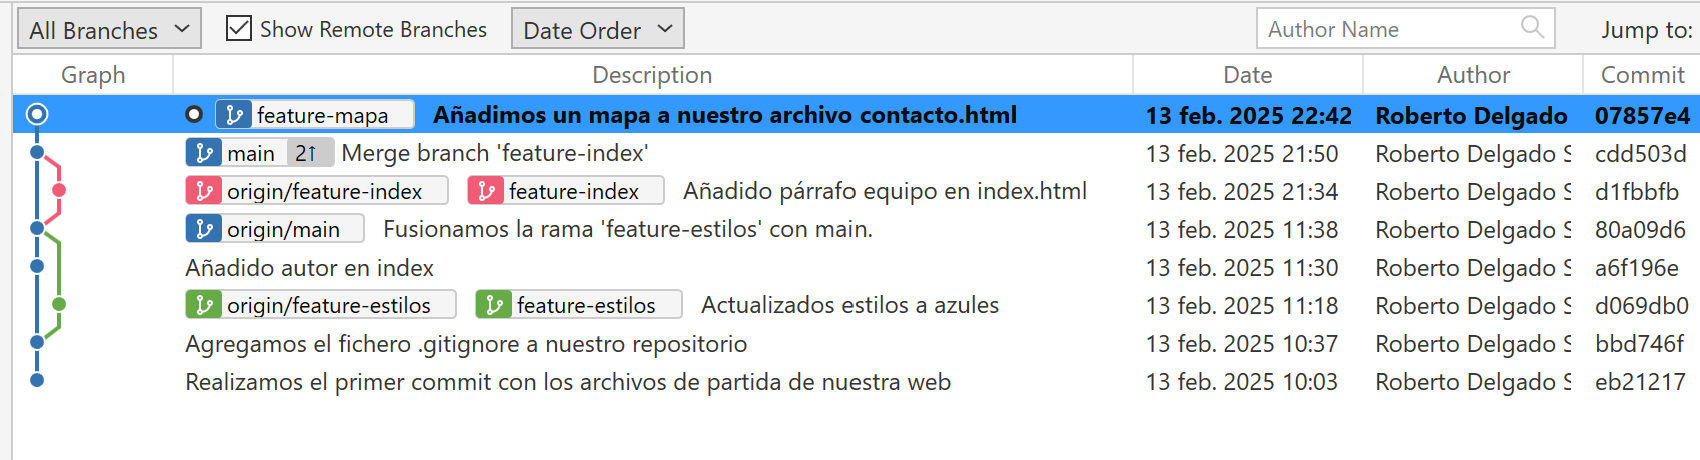 All Branches Show Remote Branches Date Order Author Name Jump to:
Graph Description Date Author Commit
feature-mapa Añadimos un mapa a nuestro archivo contacto.html 13 feb. 2025 22:42 Roberto Delgado 07857e4
main 2↑ Merge branch 'feature-index' 13 feb. 2025 21:50 Roberto Delgado S cdd503d
origin/feature-index feature-index Añadido párrafo equipo en index.html 13 feb. 2025 21:34 Roberto Delgado S d1fbbfb
origin/main Fusionamos la rama 'feature-estilos' con main. 13 feb. 2025 11:38 Roberto Delgado S 80a09d6
Añadido autor en index 13 feb. 2025 11:30 Roberto Delgado S a6f196e
origin/feature-estilos feature-estilos Actualizados estilos a azules 13 feb. 2025 11:18 Roberto Delgado S d069db0
Agregamos el fichero .gitignore a nuestro repositorio 13 feb. 2025 10:37 Roberto Delgado S bbd746f
Realizamos el primer commit con los archivos de partida de nuestra web 13 feb. 2025 10:03 Roberto Delgado S eb21217